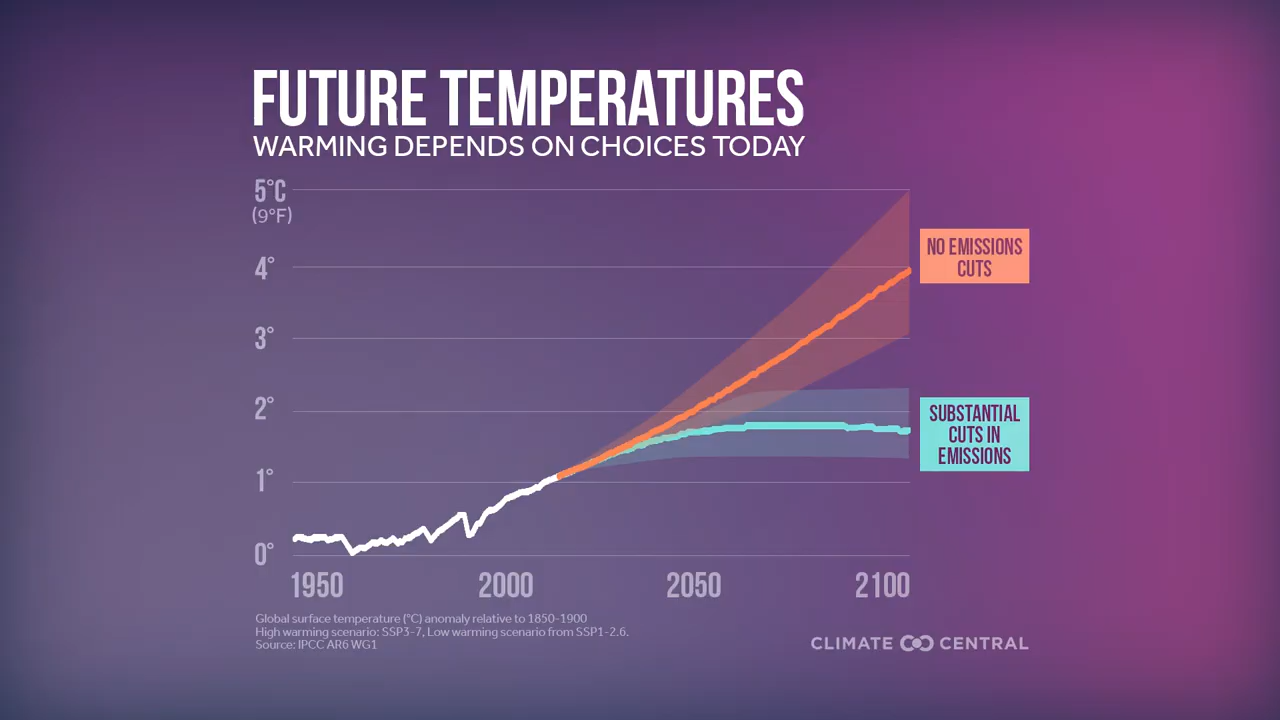 FUTURE TEMPERATURES
WARMING DEPENDS ON CHOICES TODAY
5°C
(9°F)
4°
3°
2°
1°
0°
NO EMISSIONS
CUTS
SUBSTANTIAL
CUTS IN
EMISSIONS
1950 2000 2050 2100
Global surface temperature (°C) anomaly relative to 1850-1900
High warming scenario: SSP3-7, Low warming scenario from SSP1-2.6.
Source: IPCC AR6 WG1
CLIMATE CENTRAL